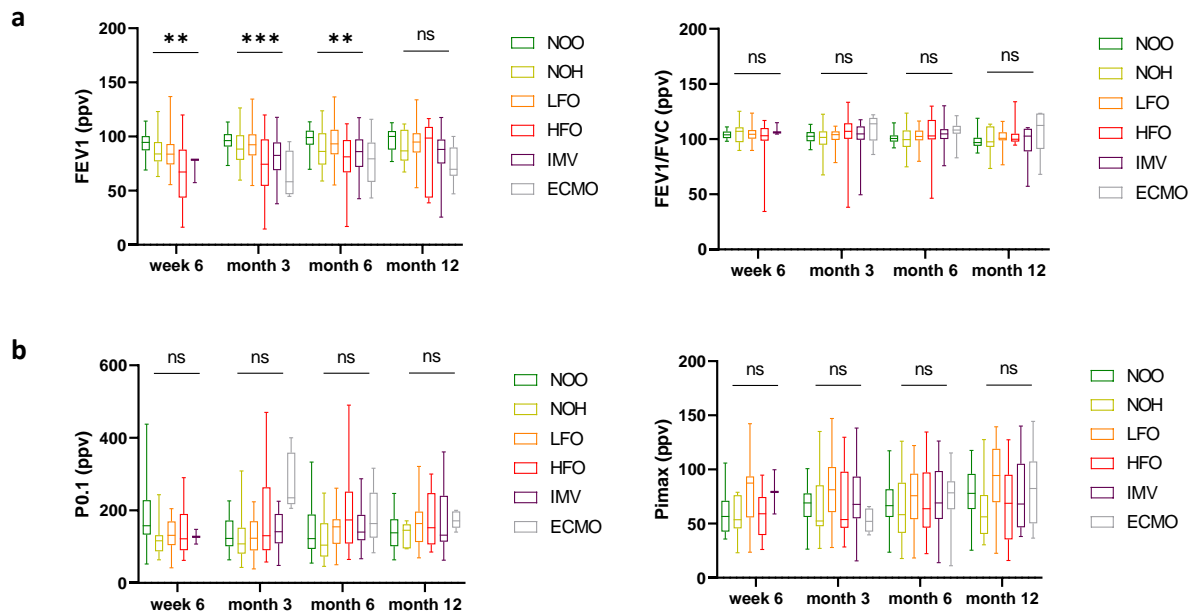 a
FEV1 (ppv)
200
150
100
50
0
** *** ** ns
week 6 month 3 month 6 month 12
NOO
NOH
LFO
HFO
IMV
ECMO
FEV1/FVC (ppv)
200
150
100
50
0
ns ns ns ns
week 6 month 3 month 6 month 12
NOO
NOH
LFO
HFO
IMV
ECMO
b
P0.1 (ppv)
600
400
200
0
ns ns ns ns
week 6 month 3 month 6 month 12
NOO
NOH
LFO
HFO
IMV
ECMO
Pimax (ppv)
200
150
100
50
0
ns ns ns ns
week 6 month 3 month 6 month 12
NOO
NOH
LFO
HFO
IMV
ECMO